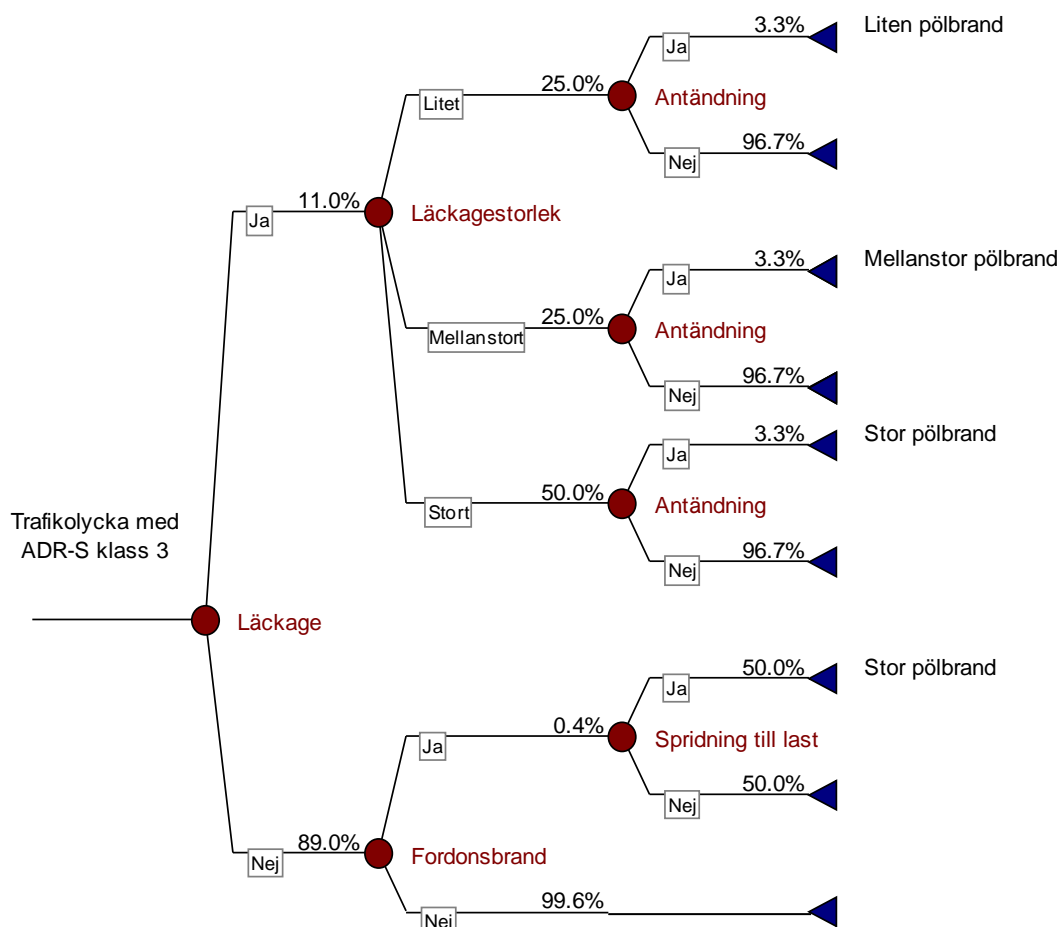 3.3% Liten pölbrand
Ja
25.0% Antändning
Litet
96.7%
Nej
11.0% Läckagestorlek
Ja
3.3% Mellanstor pölbrand
Ja
25.0% Antändning
Mellanstort
96.7%
Nej
3.3% Stor pölbrand
Ja
50.0% Antändning
Stort
96.7%
Nej
Trafikolycka med
ADR-S klass 3
Läckage
50.0% Stor pölbrand
Ja
0.4% Spridning till last
Ja
50.0%
Nej
89.0% Fordonsbrand
Nej
99.6%
Nej